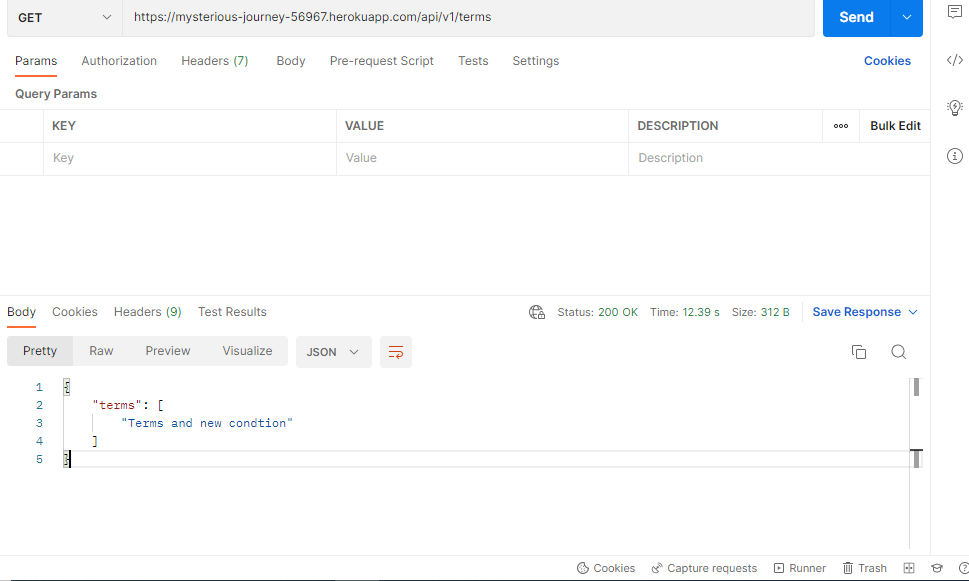 GET https://mysterious-journey-56967.herokuapp.com/api/v1/terms Send
Params Authorization Headers (7) Body Pre-request Script Tests Settings Cookies
Query Params
KEY VALUE DESCRIPTION Bulk Edit
Key Value Description
Body Cookies Headers (9) Test Results Status: 200 OK Time: 12.39 s Size: 312 B Save Response
Pretty Raw Preview Visualize JSON
1 {
2 "terms": [
3 "Terms and new condtion"
4 ]
5 }
Cookies Capture requests Runner Trash